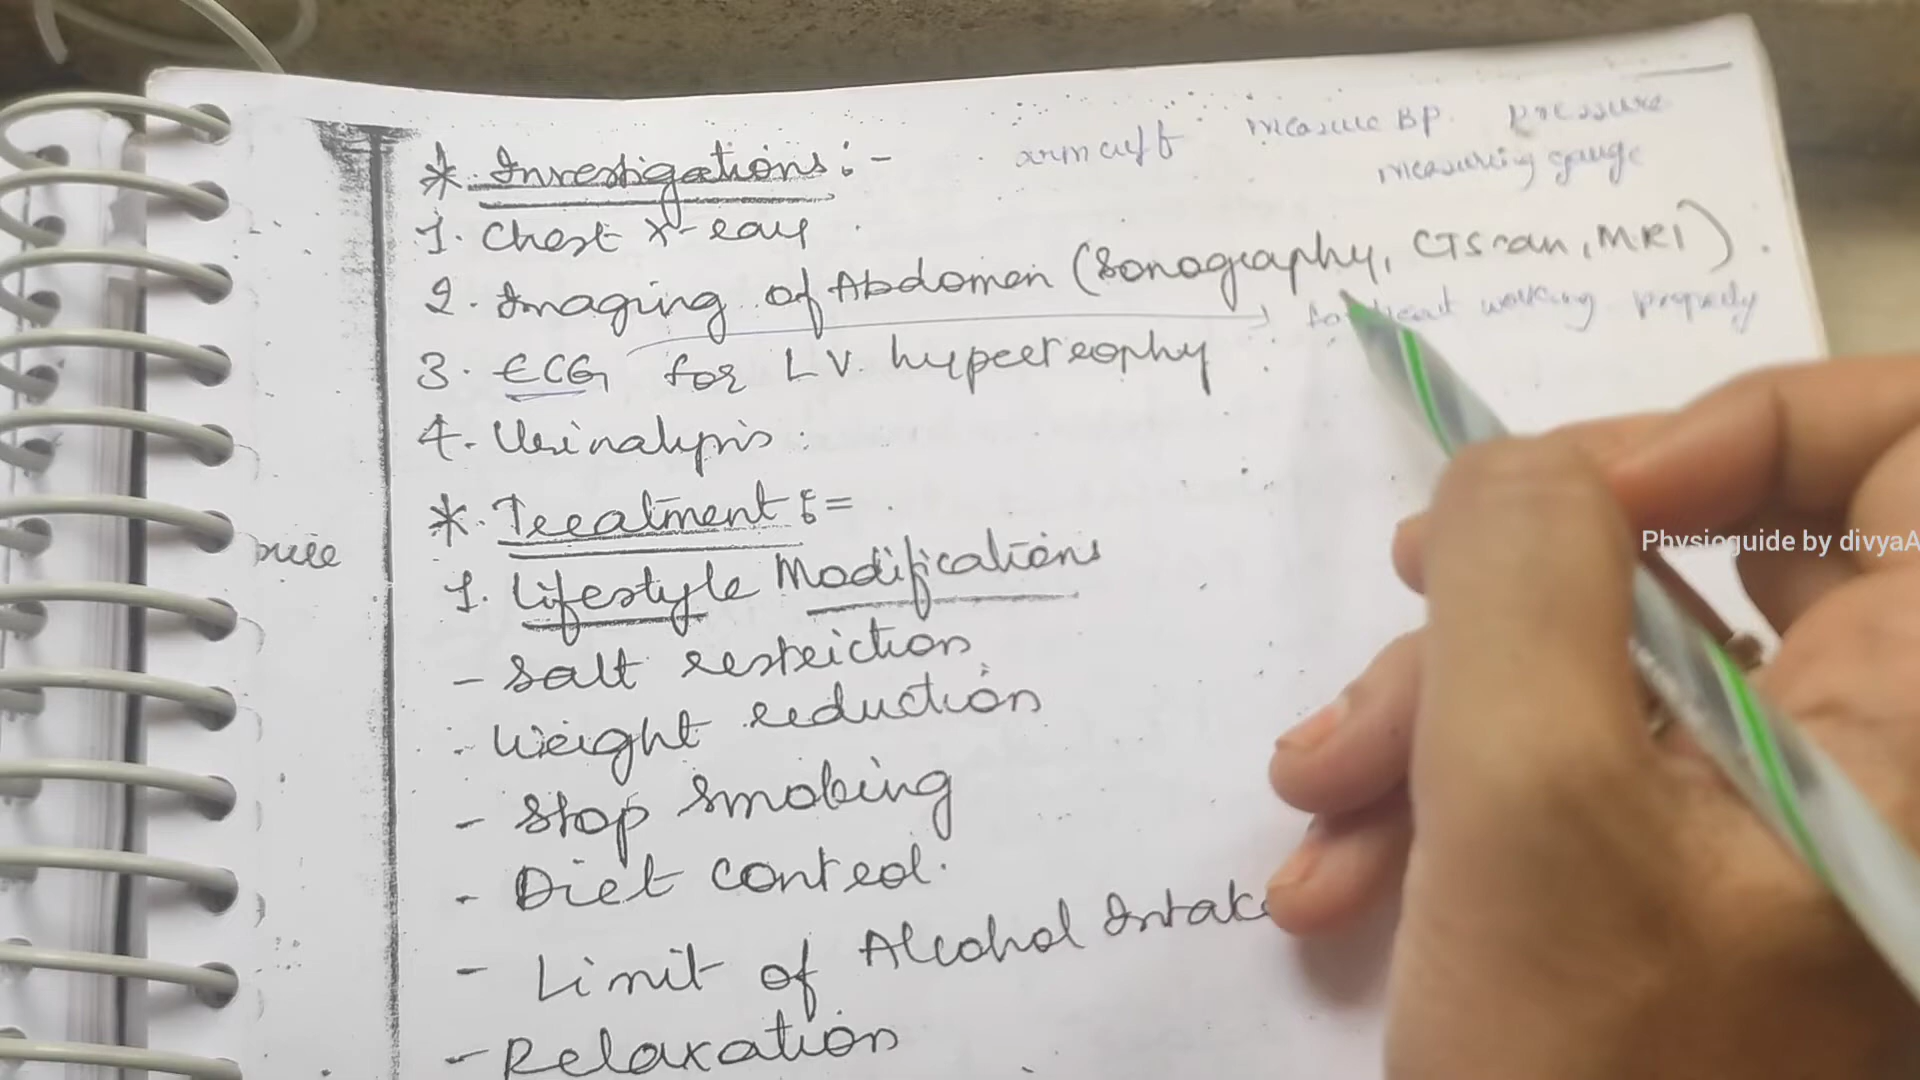 arm cuff measure BP. pressure
measuring gauge
* Investigations :-
1. Chest X-ray
2. Imaging of Abdomen (Sonography, CT Scan, MRI).
heart working properly
3. ECG for LV. hypertrophy
4. Urinalysis.
* Treatment :=
1. Lifestyle Modifications
- Salt restriction
- Weight reduction
- Stop smoking
- Diet control.
- Limit of Alcohol Intake
- Relaxation
Physioguide by divyaA